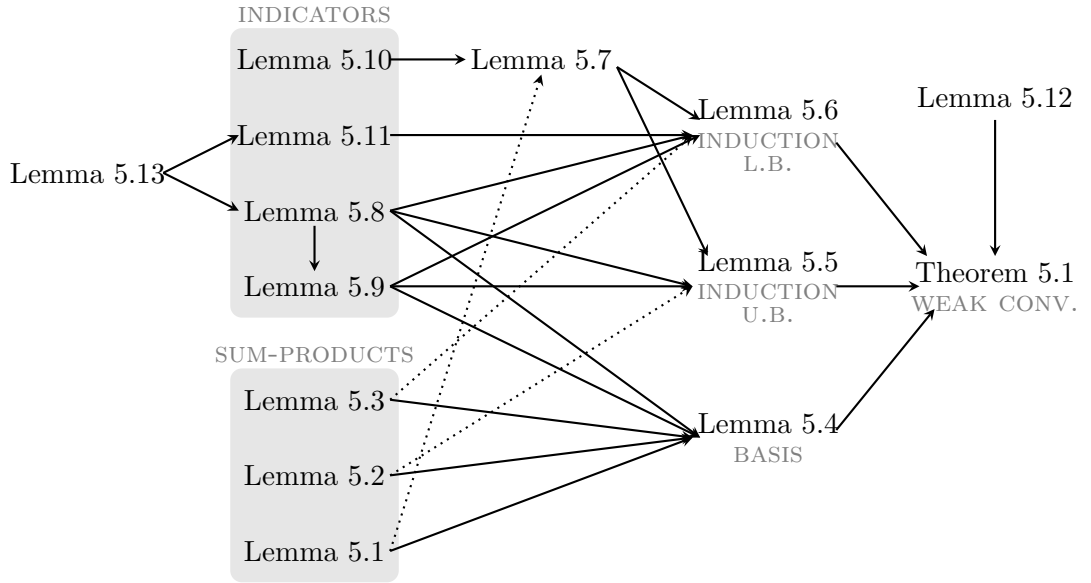 INDICATORS
Lemma 5.10
Lemma 5.7
Lemma 5.6
INDUCTION
L.B.
Lemma 5.12
Lemma 5.11
Lemma 5.13
Lemma 5.8
Lemma 5.9
Lemma 5.5
INDUCTION
U.B.
Theorem 5.1
WEAK CONV.
SUM-PRODUCTS
Lemma 5.3
Lemma 5.4
BASIS
Lemma 5.2
Lemma 5.1